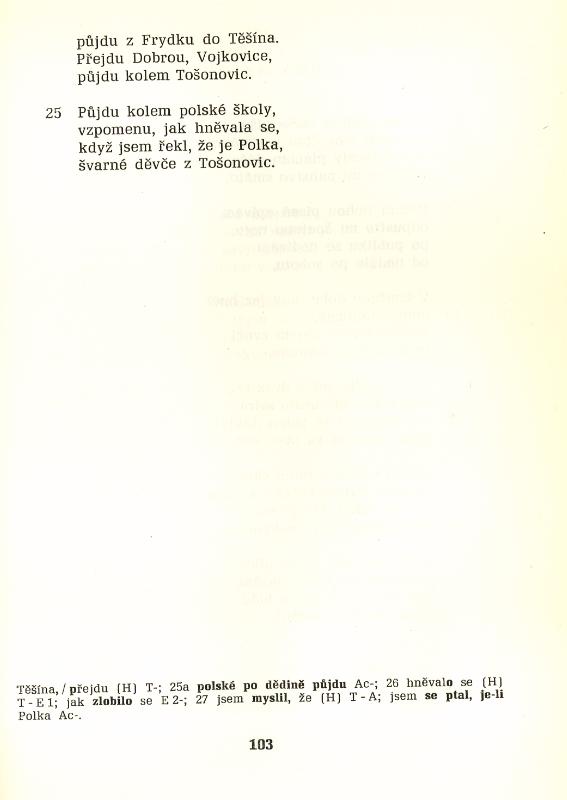 půjdu z Frydku do Těšína.
Přejdu Dobrou, Vojkovice,
půjdu kolem Tošonovic.
25 Půjdu kolem polské školy,
vzpomenu, jak hněvala se,
když jsem řekl, že je Polka,
švarné děvče z Tošonovic.
Těšína, / přejdu (H) T-; 25a polské po dědině půjdu Ac-; 26 hněvalo se (H)
T - E 1; jak zlobilo se E 2-; 27 jsem myslil, že (H) T - A; jsem se ptal, je-li
Polka Ac-.
103